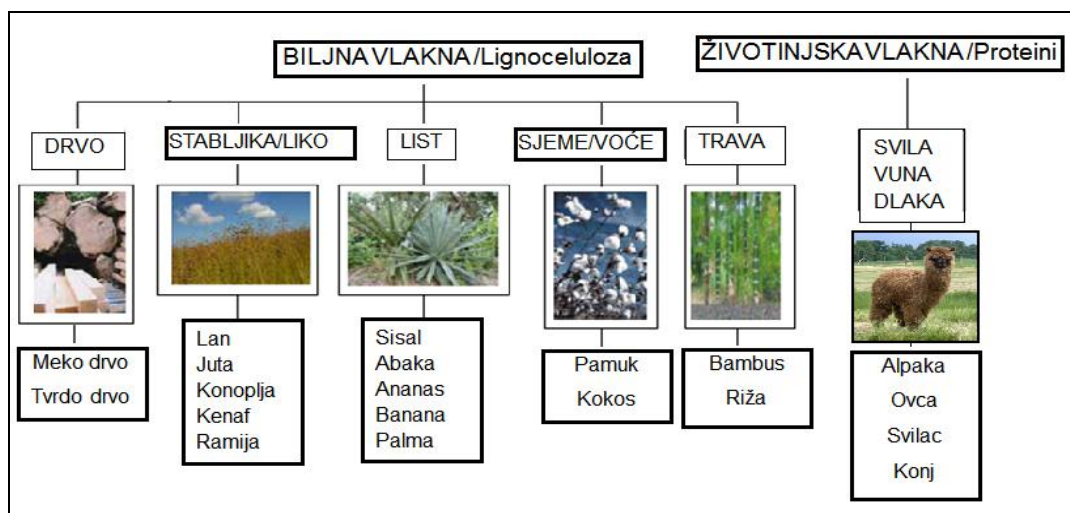 BILJNA VLAKNA/Lignoceluloza
ŽIVOTINJSKA VLAKNA/Proteini
DRVO
STABLJIKA/LIKO
LIST
SJEME/VOĆE
TRAVA
SVILA
VUNA
DLAKA
Meko drvo
Tvrdo drvo
Lan
Juta
Konoplja
Kenaf
Ramija
Sisal
Abaka
Ananas
Banana
Palma
Pamuk
Kokos
Bambus
Riža
Alpaka
Ovca
Svilac
Konj